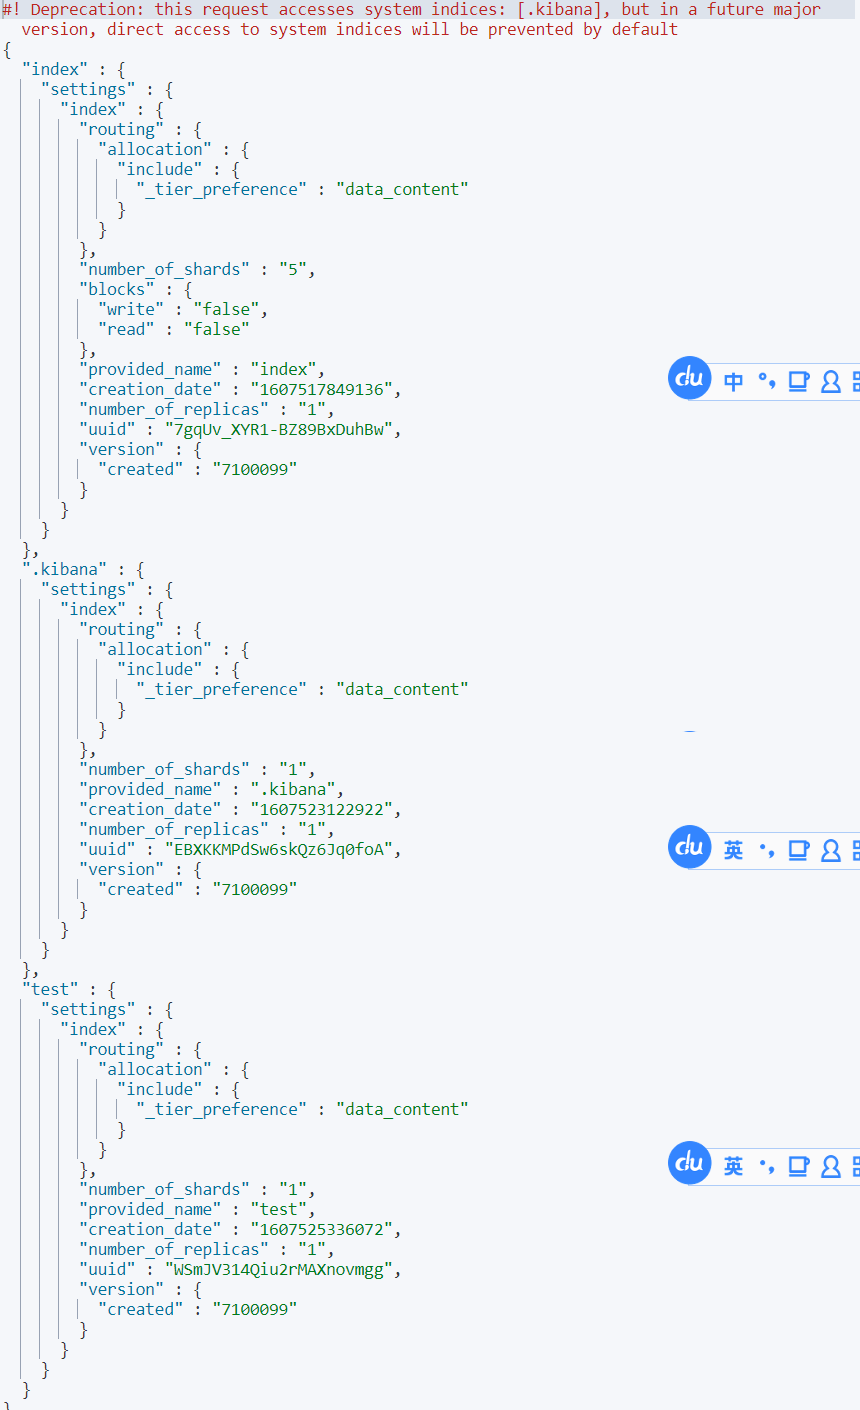 #! Deprecation: this request accesses system indices: [.kibana], but in a future major
version, direct access to system indices will be prevented by default
{
"index" : {
"settings" : {
"index" : {
"routing" : {
"allocation" : {
"include" : {
"_tier_preference" : "data_content"
}
}
},
"number_of_shards" : "5",
"blocks" : {
"write" : "false",
"read" : "false"
},
"provided_name" : "index",
du 中 °,
"creation_date" : "1607517849136",
"number_of_replicas" : "1",
"uuid" : "7gqUv_XYR1-BZ89BxDuhBw",
"version" : {
"created" : "7100099"
}
}
}
},
".kibana" : {
"settings" : {
"index" : {
"routing" : {
"allocation" : {
"include" : {
"_tier_preference" : "data_content"
}
}
},
"number_of_shards" : "1",
"provided_name" : ".kibana",
"creation_date" : "1607523122922",
"number_of_replicas" : "1",
"uuid" : "EBXKKMPdSw6skQz6Jq0foA",
du 英 ·,
"version" : {
"created" : "7100099"
}
}
}
},
"test" : {
"settings" : {
"index" : {
"routing" : {
"allocation" : {
"include" : {
"_tier_preference" : "data_content"
}
}
},
du 英 ·,
"number_of_shards" : "1",
"provided_name" : "test",
"creation_date" : "1607525336072",
"number_of_replicas" : "1",
"uuid" : "WSmJV314Qiu2rMAXnovmgg",
"version" : {
"created" : "7100099"
}
}
}
}
}